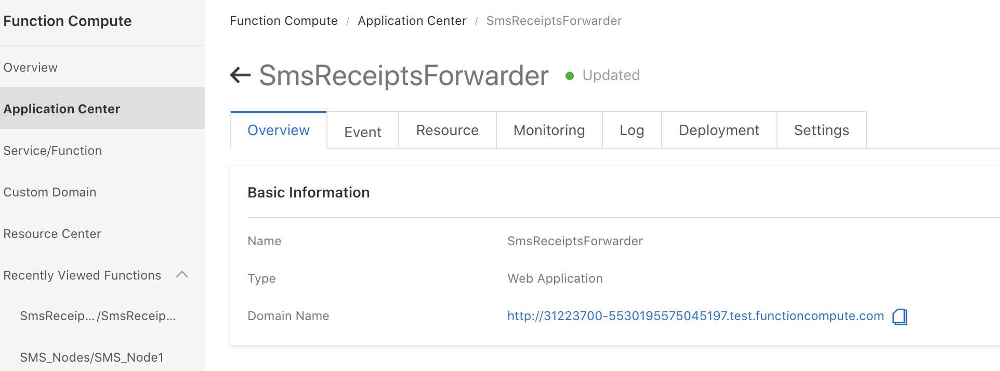 Function Compute
Overview
Application Center
Service/Function
Custom Domain
Resource Center
Recently Viewed Functions
SmsReceip.../SmsReceip...
SMS_Nodes/SMS_Node1
Function Compute / Application Center / SmsReceiptsForwarder
SmsReceiptsForwarder Updated
Overview Event Resource Monitoring Log Deployment Settings
Basic Information
Name SmsReceiptsForwarder
Type Web Application
Domain Name http://31223700-5530195575045197.test.functioncompute.com